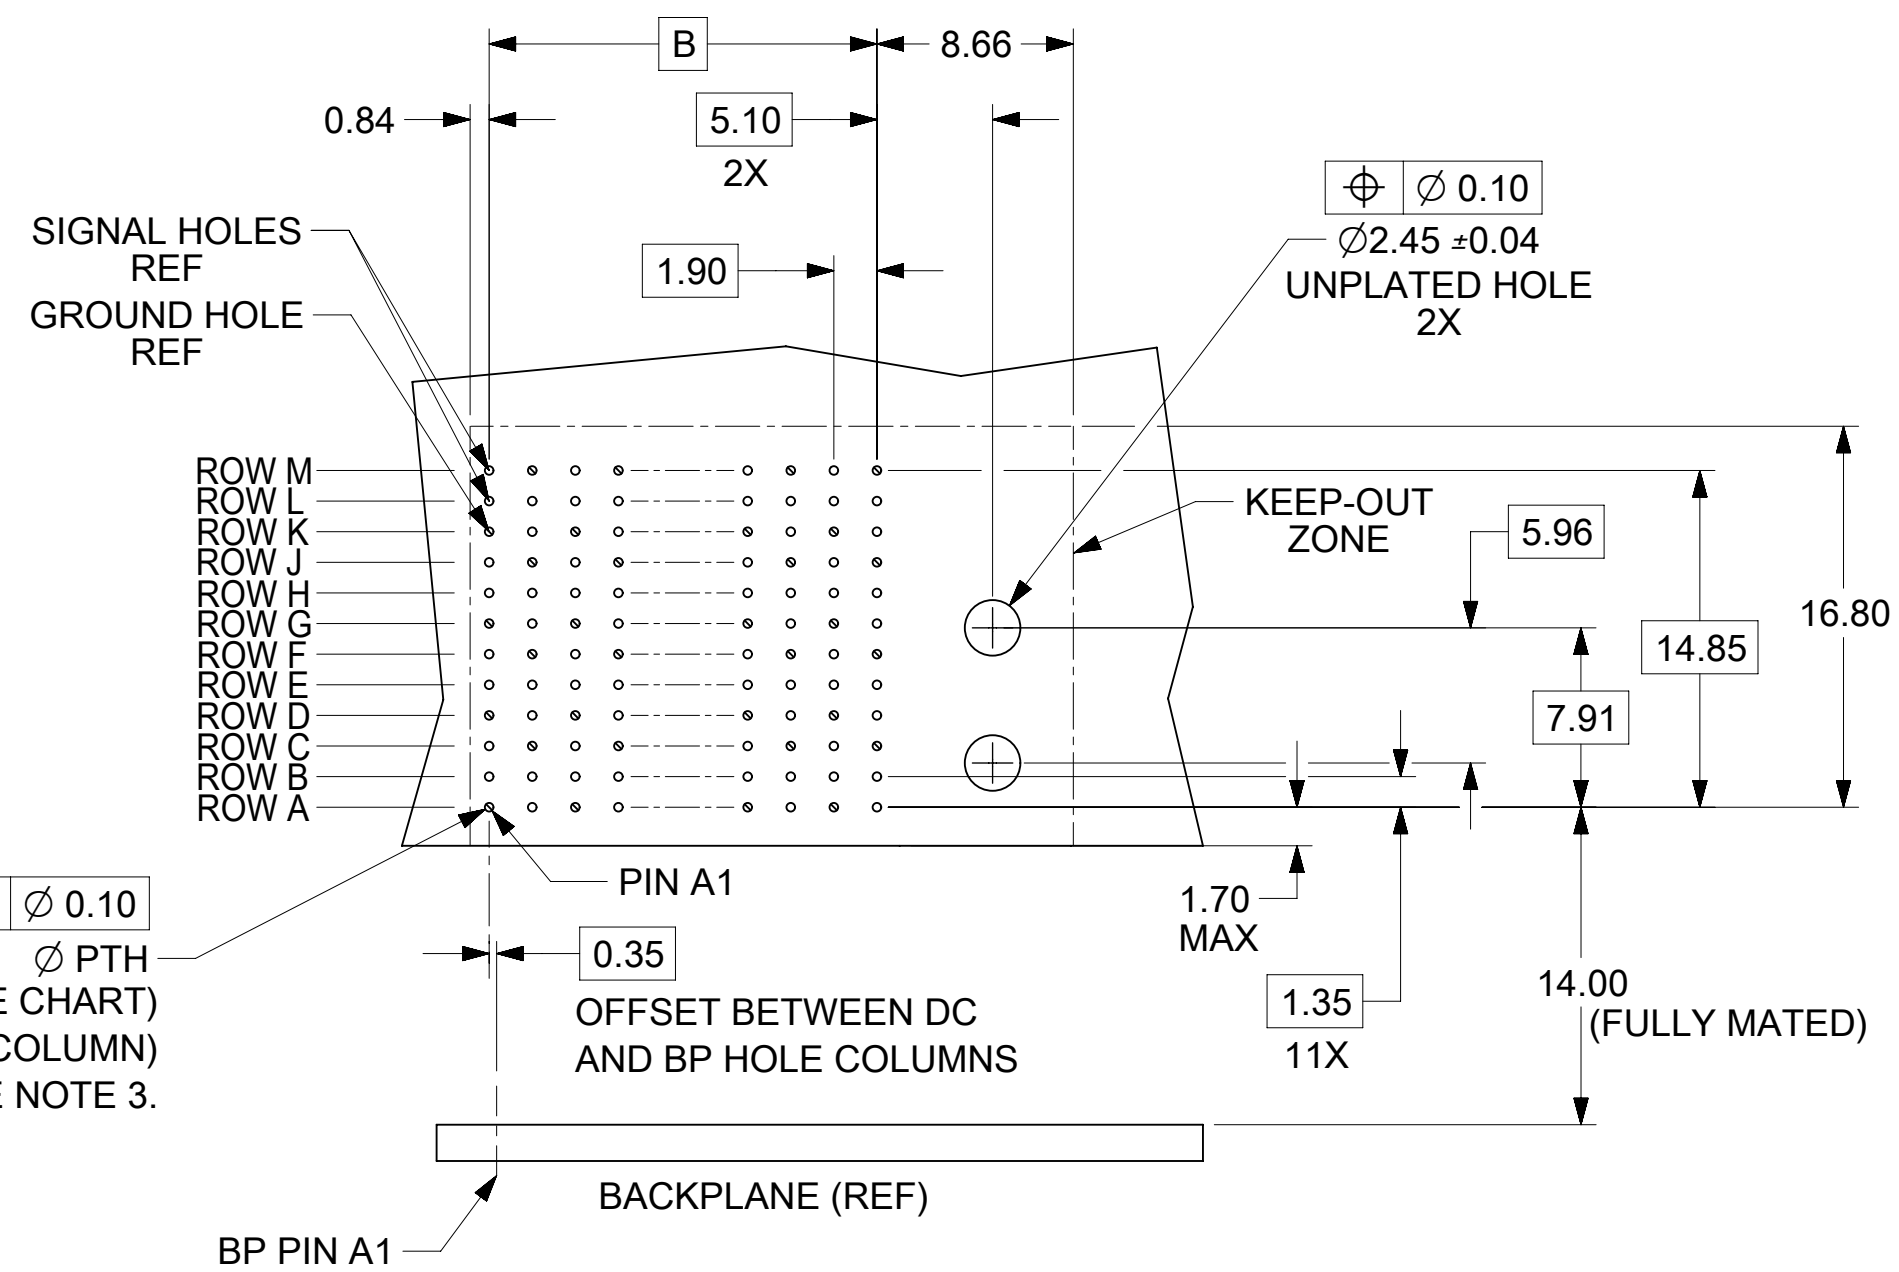 B
8.66
0.84
5.10
2X
⌖ ∅ 0.10
∅2.45 ±0.04
UNPLATED HOLE
2X
SIGNAL HOLES
REF
1.90
GROUND HOLE
REF
ROW M
ROW L
ROW K
ROW J
ROW H
ROW G
ROW F
ROW E
ROW D
ROW C
ROW B
ROW A
KEEP-OUT
ZONE
5.96
16.80
14.85
7.91
PIN A1
∅ 0.10
∅ PTH
E CHART)
COLUMN)
E NOTE 3.
0.35
OFFSET BETWEEN DC
AND BP HOLE COLUMNS
1.70
MAX
1.35
11X
14.00
(FULLY MATED)
BACKPLANE (REF)
BP PIN A1